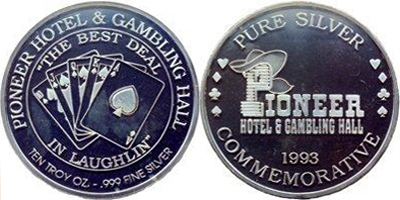 PIONEER HOTEL & GAMBLING HALL
"THE BEST DEAL
IN LAUGHLIN"
TEN TROY OZ - .999 FINE SILVER
PURE SILVER
PIONEER
HOTEL & GAMBLING HALL
1993
COMMEMORATIVE